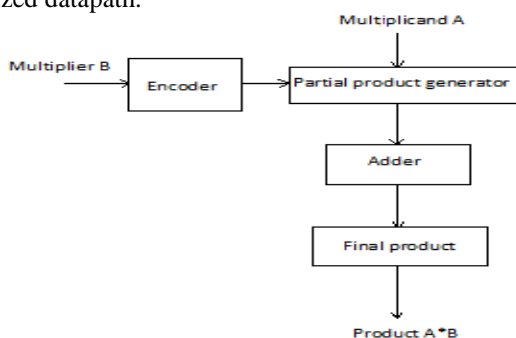 zed datapath.
Multiplicand A
Multiplier B
Encoder
Partial product generator
Adder
Final product
Product A*B